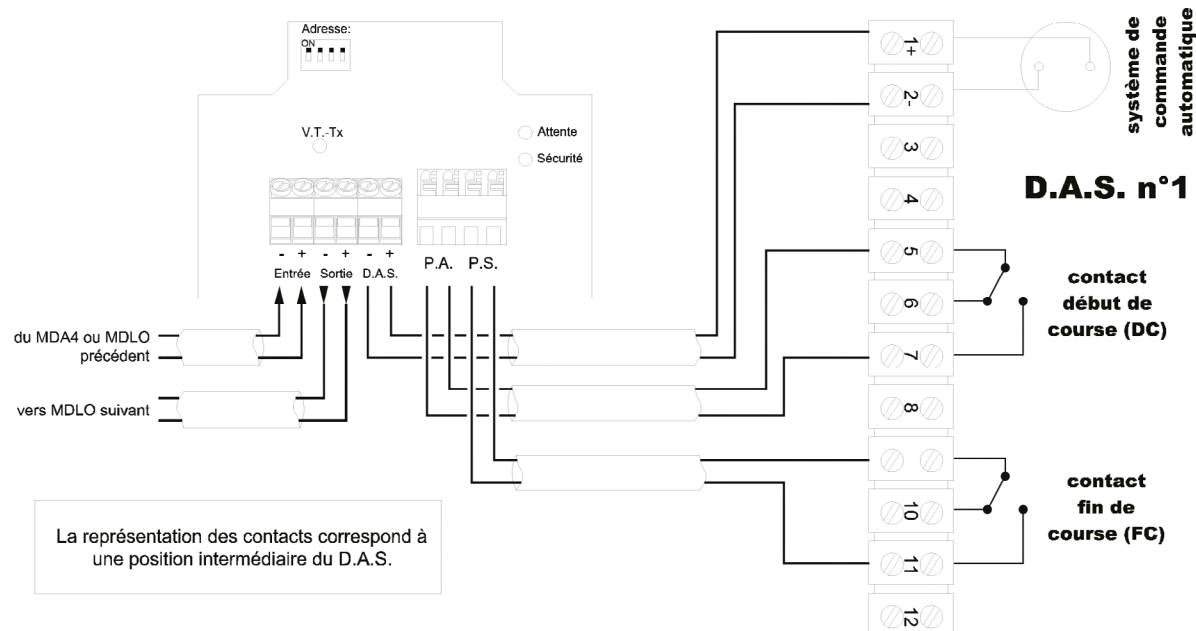 Adresse:
ON
V.T.-Tx
Attente
Sécurité
- + - + - +
Entrée Sortie D.A.S.
P.A. P.S.
du MDA4 ou MDLO
précédent
vers MDLO suivant
La représentation des contacts correspond à
une position intermédiaire du D.A.S.
1+
2-
3
4
5
6
7
8
10
11
12
système de
commande
automatique
D.A.S. n°1
contact
début de
course (DC)
contact
fin de
course (FC)